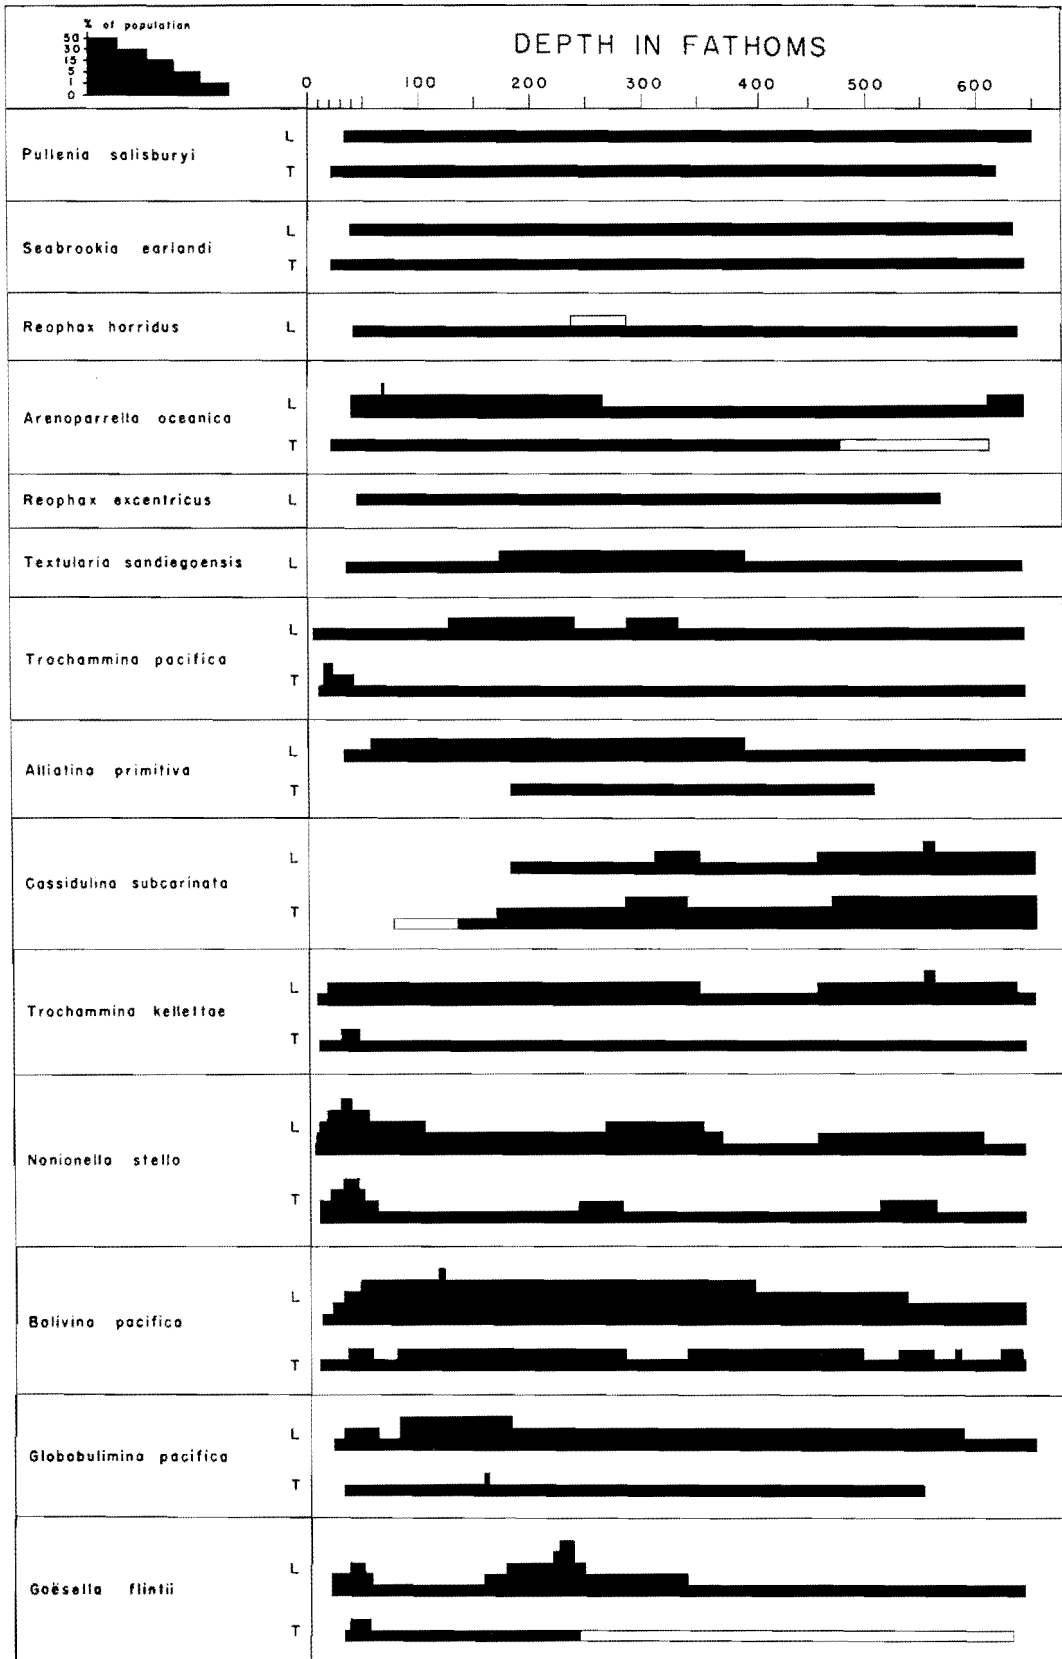 % of population
50
30
15
5
1
0
DEPTH IN FATHOMS
0 100 200 300 400 500 600
Pullenia salisburyi L
T
Seabrookia earlandi L
T
Reophax horridus L
Arenoparrella oceanica L
T
Reophax excentricus L
Textularia sandiegoensis L
Trochammina pacifica L
T
Alliatina primitiva L
T
Cassidulina subcarinata L
T
Trochammina kellettae L
T
Nonionella stella L
T
Bolivina pacifica L
T
Globobulimina pacifica L
T
Goësella flintii L
T